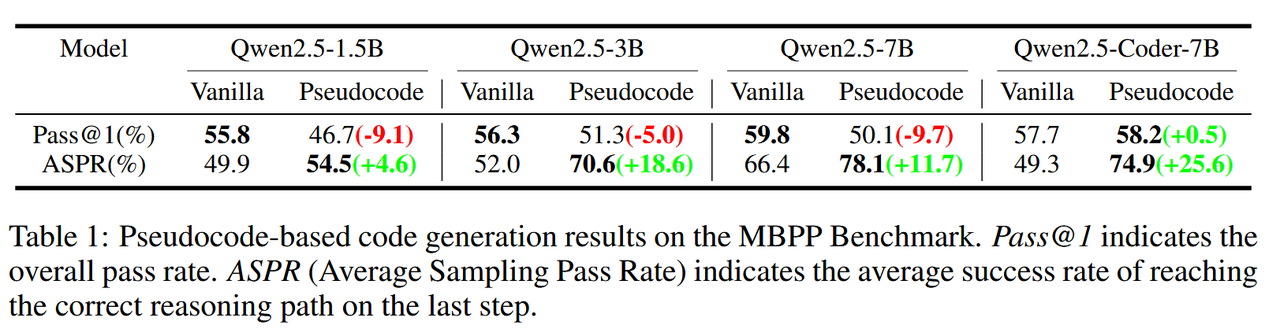 Model Qwen2.5-1.5B Qwen2.5-3B Qwen2.5-7B Qwen2.5-Coder-7B
Vanilla Pseudocode Vanilla Pseudocode Vanilla Pseudocode Vanilla Pseudocode
Pass@1(%) 55.8 46.7(-9.1) 56.3 51.3(-5.0) 59.8 50.1(-9.7) 57.7 58.2(+0.5)
ASPR(%) 49.9 54.5(+4.6) 52.0 70.6(+18.6) 66.4 78.1(+11.7) 49.3 74.9(+25.6)
Table 1: Pseudocode-based code generation results on the MBPP Benchmark. Pass@1 indicates the
overall pass rate. ASPR (Average Sampling Pass Rate) indicates the average success rate of reaching
the correct reasoning path on the last step.